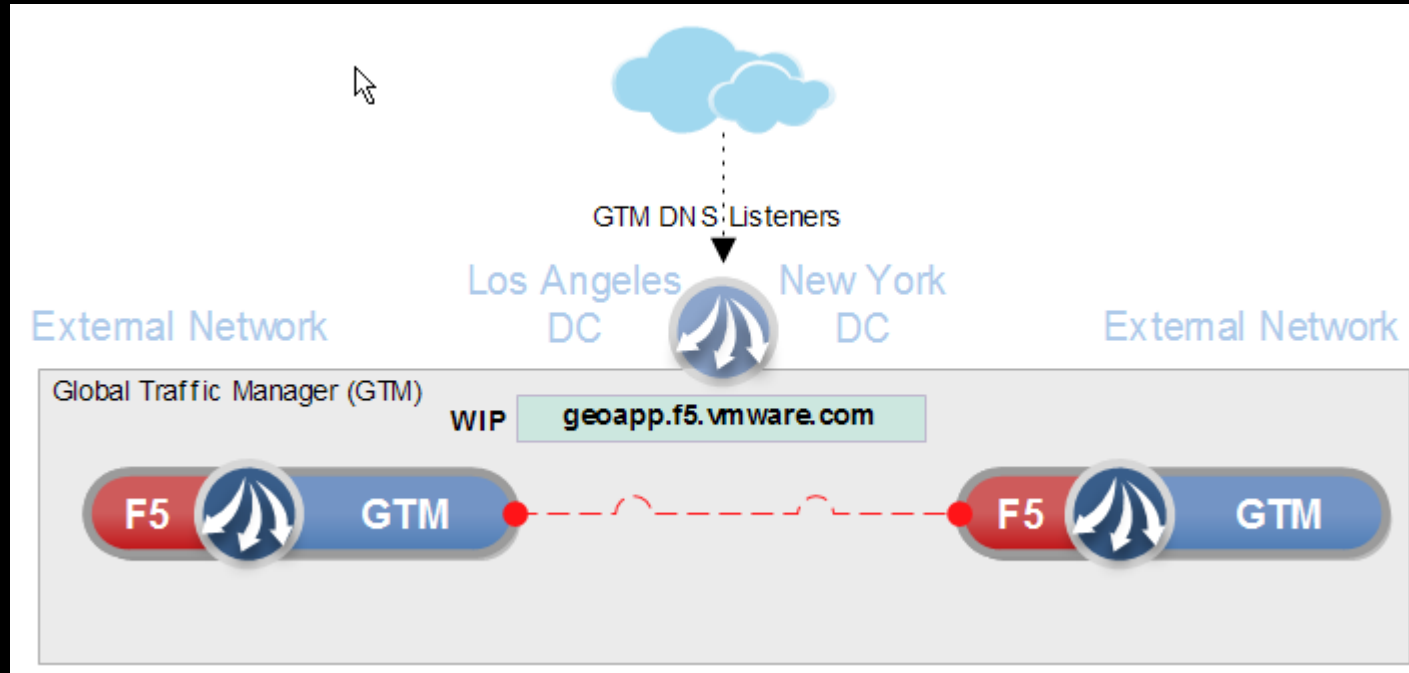 GTM DNS Listeners
Los Angeles DC
New York DC
External Network
External Network
Global Traffic Manager (GTM)
WIP
geoapp.f5.vmware.com
F5 GTM
F5 GTM